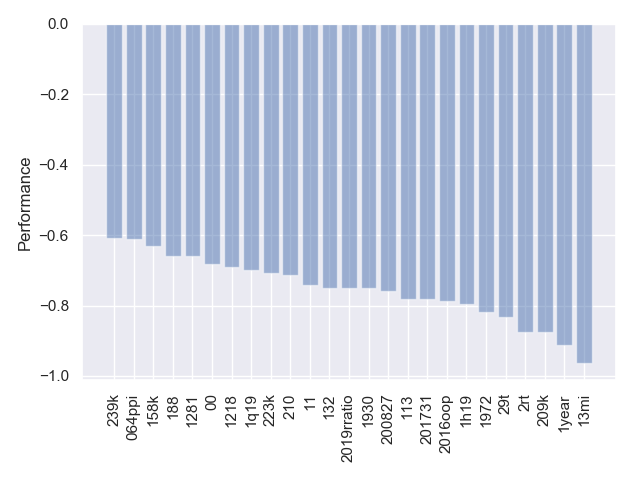 0.0
−0.2
−0.4
−0.6
−0.8
−1.0
Performance
239k
064ppi
158k
188
1281
00
1218
1q19
223k
210
11
132
2019rratio
1930
200827
113
201731
2016oop
1h19
1972
29t
2rt
209k
1year
13mi